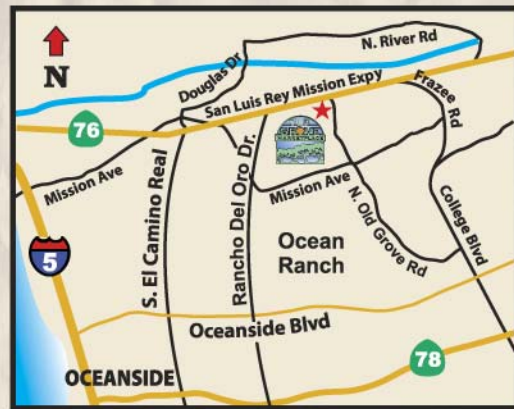 N. River Rd
N
Douglas Dr
San Luis Rey Mission Expy
Frazee Rd
76
Mission Ave
S. El Camino Real
Rancho Del Oro Dr.
MARKETPLACE
Mission Ave
N. Old Grove Rd
College Blvd
5
Ocean
Ranch
Oceanside Blvd
78
OCEANSIDE